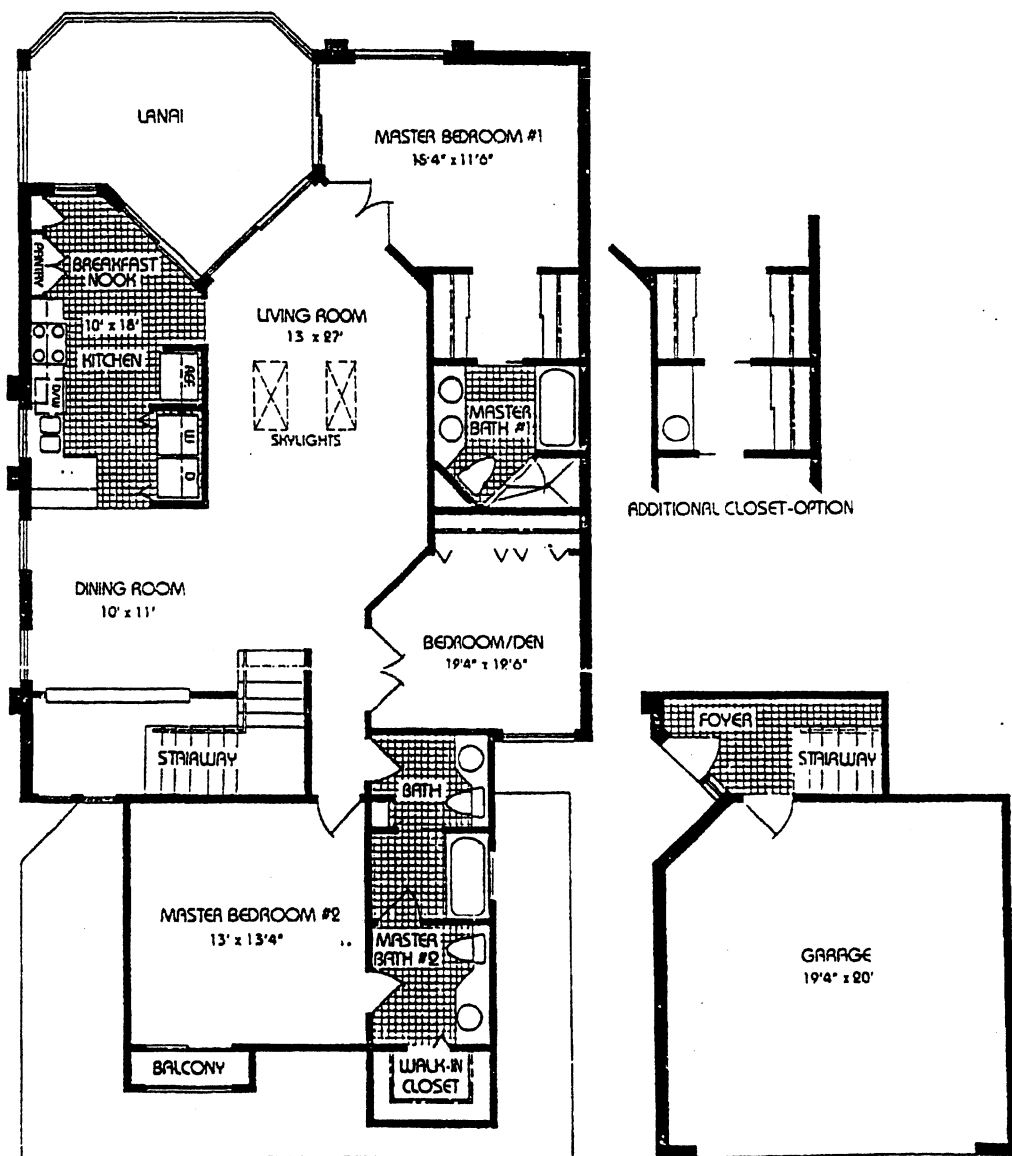 LANAI
MASTER BEDROOM #1
15'4" x 11'6"
PANTRY
BREAKFAST
NOOK
10' x 18'
KITCHEN
REF.
D/W
W
D
LIVING ROOM
13 x 27'
SKYLIGHTS
MASTER
BATH #1
ADDITIONAL CLOSET-OPTION
DINING ROOM
10' x 11'
BEDROOM/DEN
12'4" x 12'6"
STAIRWAY
BATH
FOYER
STAIRWAY
MASTER BEDROOM #2
13' x 13'4"
MASTER
BATH #2
GARAGE
19'4" x 20'
BALCONY
WALK-IN
CLOSET